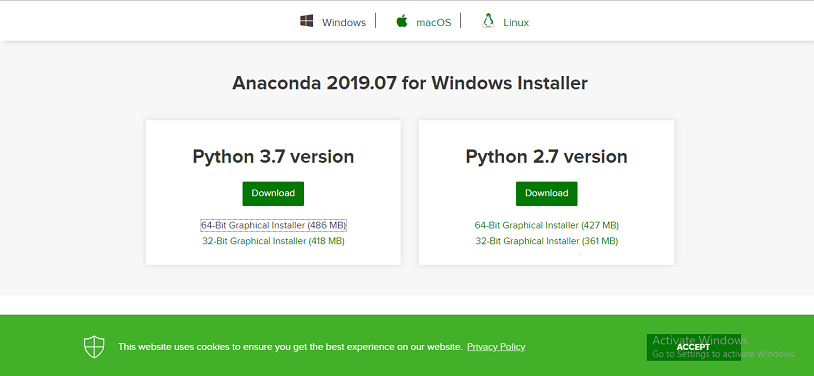 Windows macOS Linux
Anaconda 2019.07 for Windows Installer
Python 3.7 version
Download
64-Bit Graphical Installer (486 MB)
32-Bit Graphical Installer (418 MB)
Python 2.7 version
Download
64-Bit Graphical Installer (427 MB)
32-Bit Graphical Installer (361 MB)
This website uses cookies to ensure you get the best experience on our website. Privacy Policy
ACCEPT
Activate Windows
Go to Settings to activate Windows.